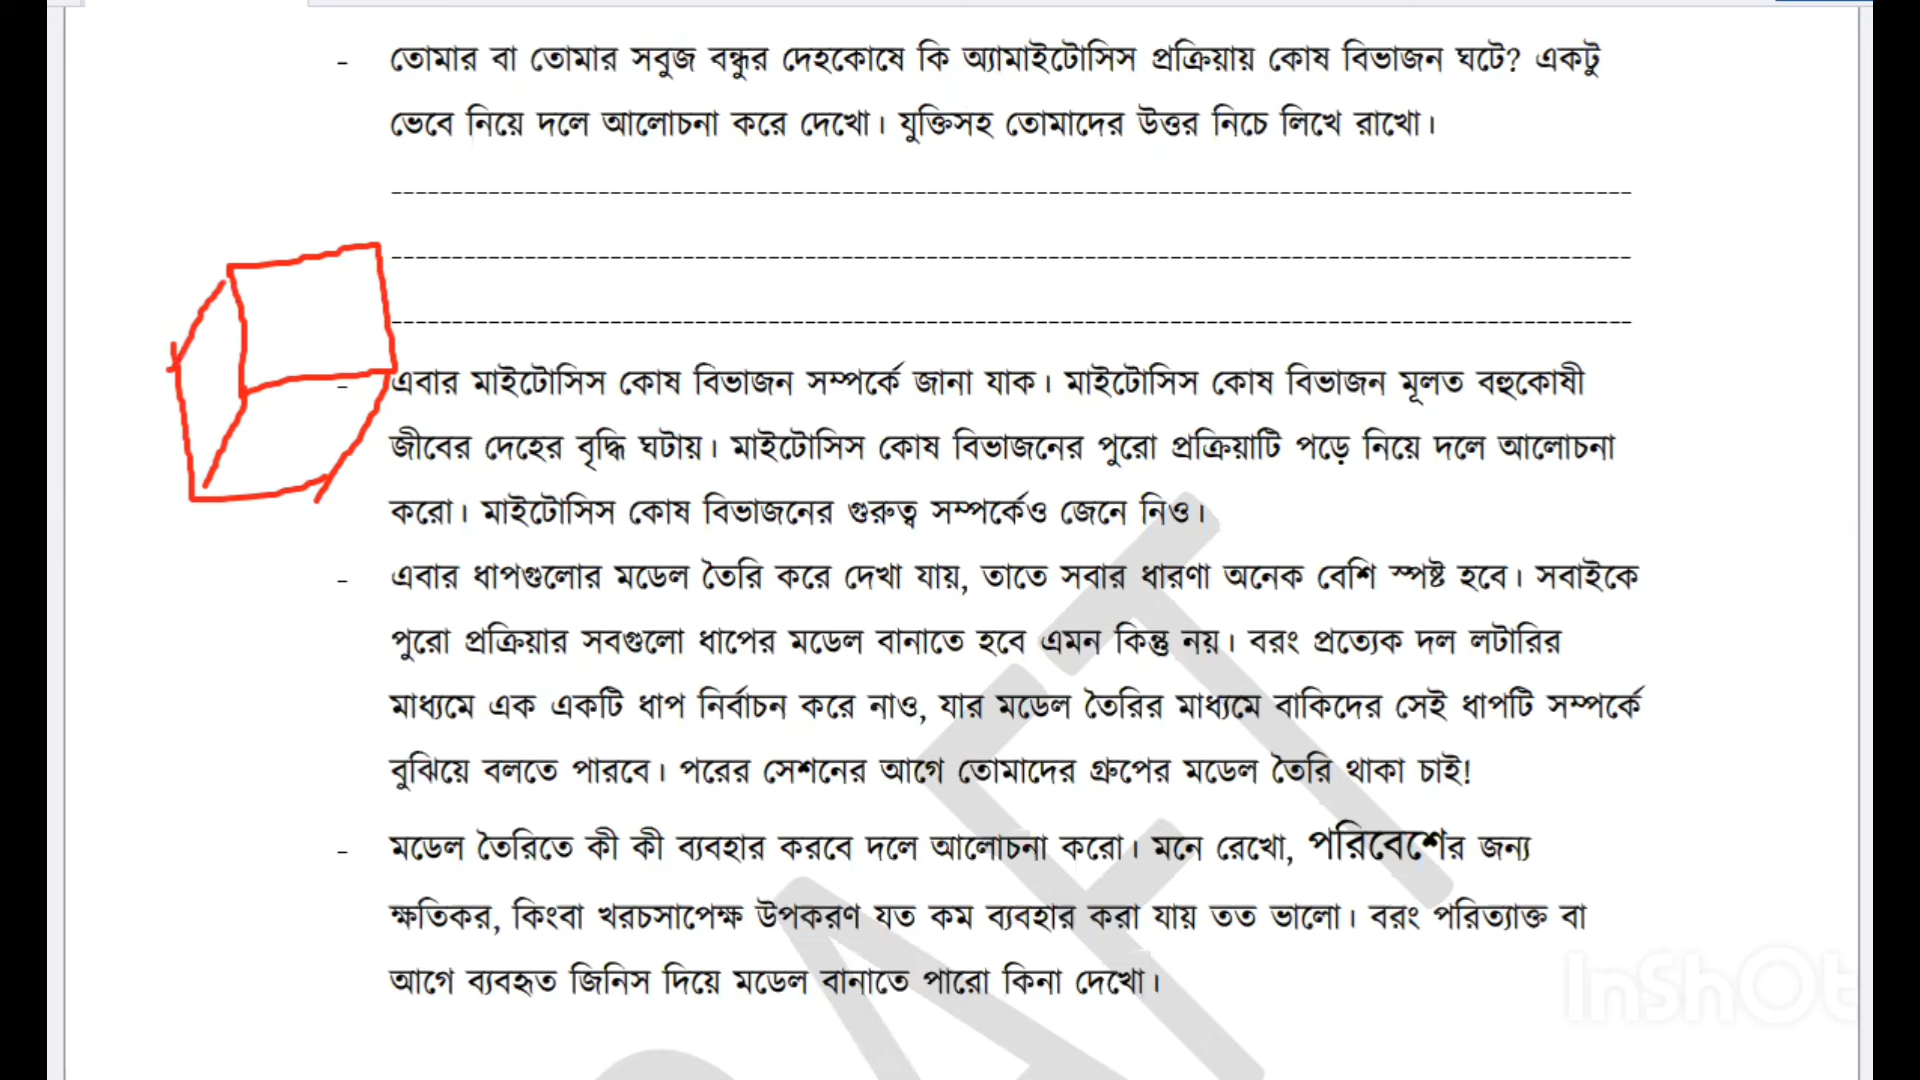 - তোমার বা তোমার সবুজ বন্ধুর দেহকোষে কি অ্যামাইটোসিস প্রক্রিয়ায় কোষ বিভাজন ঘটে? একটু
ভেবে নিয়ে দলে আলোচনা করে দেখো। যুক্তিসহ তোমাদের উত্তর নিচে লিখে রাখো।
- এবার মাইটোসিস কোষ বিভাজন সম্পর্কে জানা যাক। মাইটোসিস কোষ বিভাজন মূলত বহুকোষী
জীবের দেহের বৃদ্ধি ঘটায়। মাইটোসিস কোষ বিভাজনের পুরো প্রক্রিয়াটি পড়ে নিয়ে দলে আলোচনা
করো। মাইটোসিস কোষ বিভাজনের গুরুত্ব সম্পর্কেও জেনে নিও।
- এবার ধাপগুলোর মডেল তৈরি করে দেখা যায়, তাতে সবার ধারণা অনেক বেশি স্পষ্ট হবে। সবাইকে
পুরো প্রক্রিয়ার সবগুলো ধাপের মডেল বানাতে হবে এমন কিন্তু নয়। বরং প্রত্যেক দল লটারির
মাধ্যমে এক একটি ধাপ নির্বাচন করে নাও, যার মডেল তৈরির মাধ্যমে বাকিদের সেই ধাপটি সম্পর্কে
বুঝিয়ে বলতে পারবে। পরের সেশনের আগে তোমাদের গ্রুপের মডেল তৈরি থাকা চাই!
- মডেল তৈরিতে কী কী ব্যবহার করবে দলে আলোচনা করো। মনে রেখো, পরিবেশের জন্য
ক্ষতিকর, কিংবা খরচসাপেক্ষ উপকরণ যত কম ব্যবহার করা যায় তত ভালো। বরং পরিত্যাক্ত বা
আগে ব্যবহৃত জিনিস দিয়ে মডেল বানাতে পারো কিনা দেখো।
InShOt